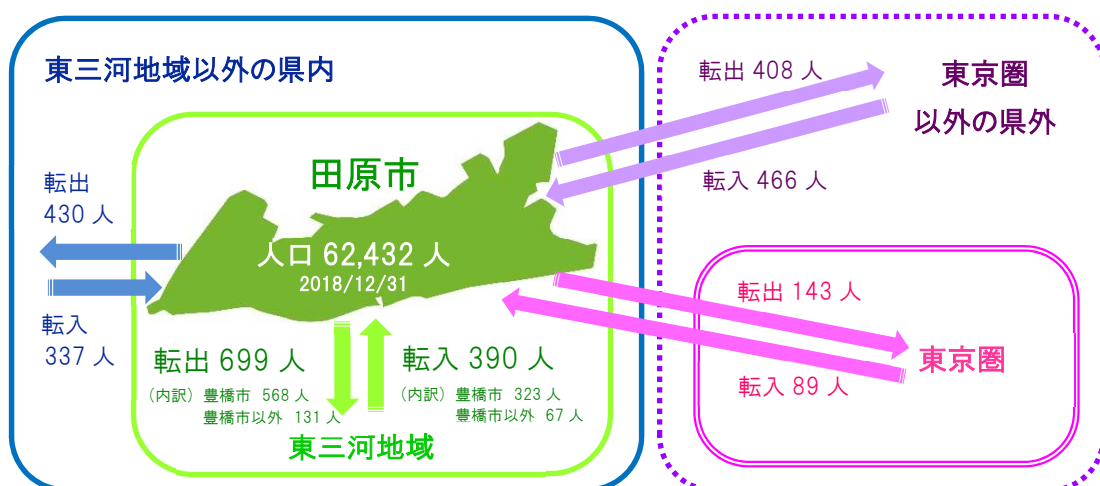 東三河地域以外の県内
転出
430 人
転入
337 人
田原市
人口 62,432 人
2018/12/31
転出 699 人
（内訳）豊橋市 568 人
豊橋市以外 131 人
転入 390 人
（内訳）豊橋市 323 人
豊橋市以外 67 人
東三河地域
転出 408 人
東京圏
以外の県外
転入 466 人
転出 143 人
東京圏
転入 89 人